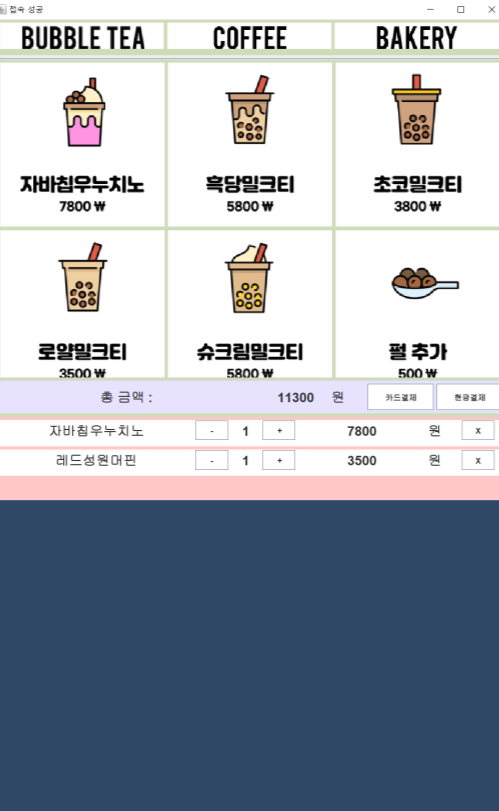 접속 성공
BUBBLE TEA COFFEE BAKERY
자바칩우누치노 흑당밀크티 초코밀크티
7800 ₩ 5800 ₩ 3800 ₩
로얄밀크티 슈크림밀크티 펄 추가
3500 ₩ 5800 ₩ 500 ₩
총 금액 : 11300 원 카드결제 현금결제
자바칩우누치노 - 1 + 7800 원 X
레드성원머핀 - 1 + 3500 원 X